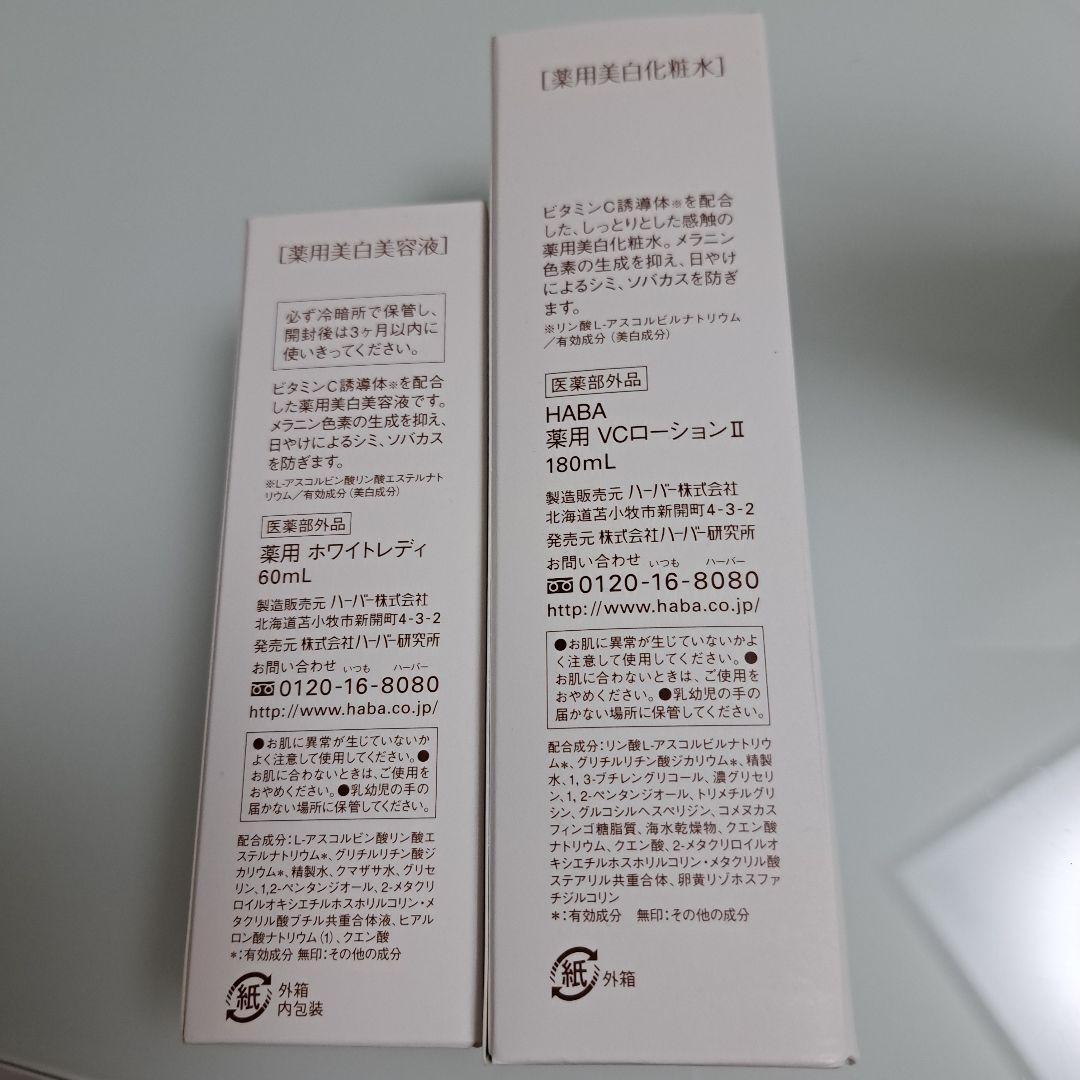 [薬用美白美容液]
必ず冷暗所で保管し、
開封後は3ヶ月以内に
使いきってください。
ビタミンC誘導体※を配合
した薬用美白美容液です。
メラニン色素の生成を抑え、
日やけによるシミ、ソバカス
を防ぎます。
※L-アスコルビン酸リン酸エステルナト
リウム／有効成分（美白成分）
医薬部外品
薬用 ホワイトレディ
60mL
製造販売元 ハーバー株式会社
北海道苫小牧市新開町4-3-2
発売元 株式会社ハーバー研究所
お問い合わせ いつも ハーバー
0120-16-8080
http://www.haba.co.jp/
●お肌に異常が生じていないか
よく注意して使用してください。●
お肌に合わないときは、ご使用を
おやめください。●乳幼児の手の
届かない場所に保管してください。
配合成分：L-アスコルビン酸リン酸エ
ステルナトリウム*、グリチルリチン酸ジ
カリウム*、精製水、クマザサ水、グリセ
リン、1,2-ペンタンジオール、2-メタクリ
ロイルオキシエチルホスホリルコリン・メ
タクリル酸ブチル共重合体液、ヒアル
ロン酸ナトリウム（1）、クエン酸
*：有効成分 無印：その他の成分
紙 外箱
内包装
[薬用美白化粧水]
ビタミンC誘導体※を配合
した、しっとりとした感触の
薬用美白化粧水。メラニン
色素の生成を抑え、日やけ
によるシミ、ソバカスを防ぎ
ます。
※リン酸L-アスコルビルナトリウム
／有効成分（美白成分）
医薬部外品
HABA
薬用 VCローションⅡ
180mL
製造販売元 ハーバー株式会社
北海道苫小牧市新開町4-3-2
発売元 株式会社ハーバー研究所
お問い合わせ いつも ハーバー
0120-16-8080
http://www.haba.co.jp/
●お肌に異常が生じていないかよ
く注意して使用してください。●
お肌に合わないときは、ご使用を
おやめください。●乳幼児の手の
届かない場所に保管してください。
配合成分：リン酸L-アスコルビルナトリウ
ム*、グリチルリチン酸ジカリウム*、精製
水、1,3-ブチレングリコール、濃グリセリ
ン、1,2-ペンタンジオール、トリメチルグリ
シン、グルコシルヘスペリジン、コメヌカス
フィンゴ糖脂質、海水乾燥物、クエン酸
ナトリウム、クエン酸、2-メタクリロイルオ
キシエチルホスホリルコリン・メタクリル酸
ステアリル共重合体、卵黄リゾホスファ
チジルコリン
*：有効成分 無印：その他の成分
紙 外箱